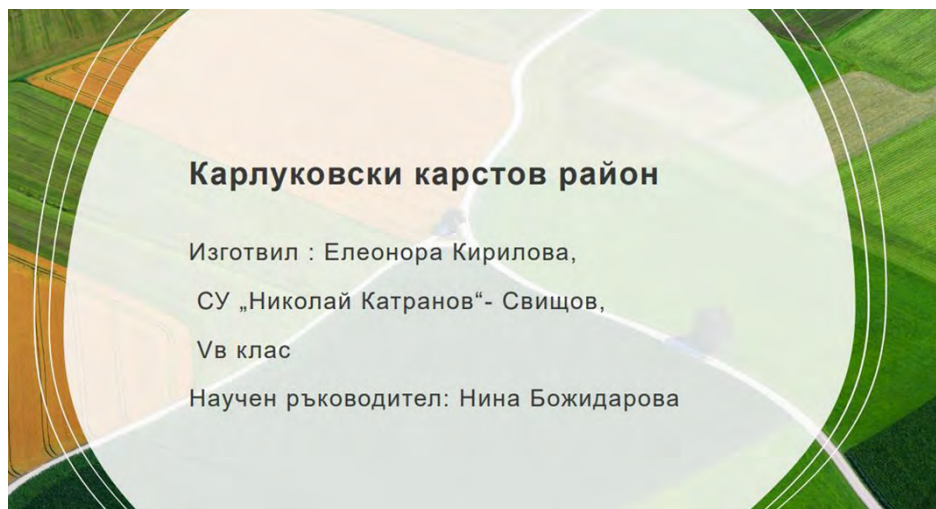 Карлуковски карстов район
Изготвил : Елеонора Кирилова,
СУ „Николай Катранов“- Свищов,
Vв клас
Научен ръководител: Нина Божидарова